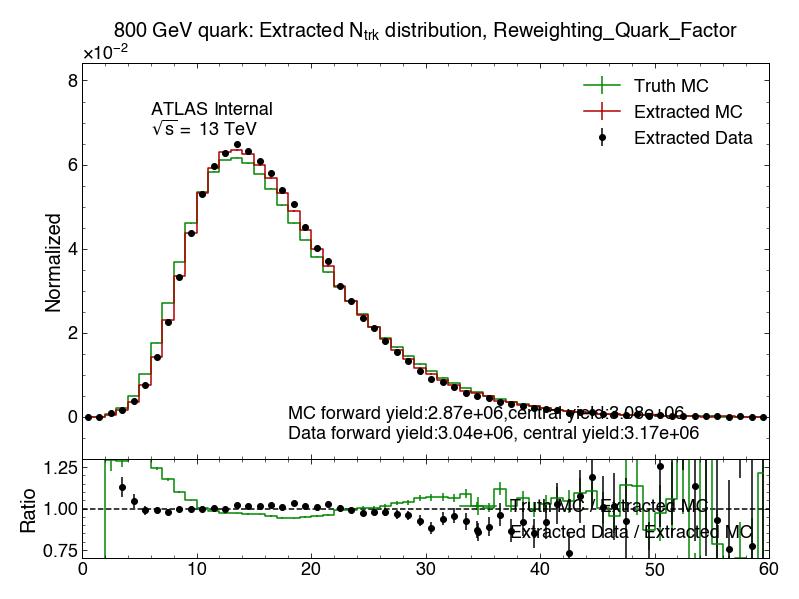 800 GeV quark: Extracted Ntrk distribution, Reweighting_Quark_Factor
×10−2
8
6
4
2
0
Normalized
ATLAS Internal
√s = 13 TeV
Truth MC
Extracted MC
Extracted Data
MC forward yield:2.87e+06,central yield:3.08e+06
Data forward yield:3.04e+06, central yield:3.17e+06
1.25
1.00
0.75
Ratio
Truth MC / Extracted MC
Extracted Data / Extracted MC
0 10 20 30 40 50 60